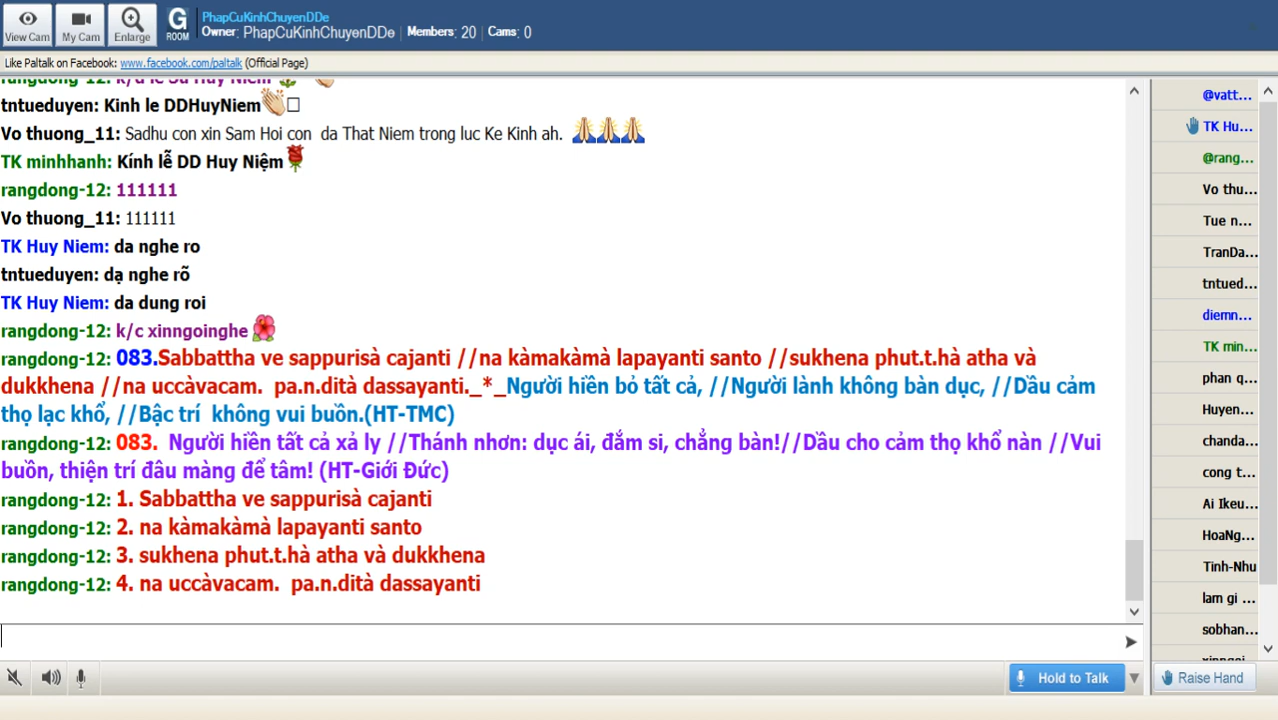 PhapCuKinhChuyenDDe
Owner: PhapCuKinhChuyenDDe | Members: 20 | Cams: 0
View Cam
My Cam
Enlarge
G ROOM
Like Paltalk on Facebook: www.facebook.com/paltalk (Official Page)
rangdong-12: k/d le Su Huy Niem
tntueduyen: Kinh le DDHuyNiem
Vo thuong_11: Sadhu con xin Sam Hoi con da That Niem trong luc Ke Kinh ah.
TK minhhanh: Kính lễ DD Huy Niệm
rangdong-12: 111111
Vo thuong_11: 111111
TK Huy Niem: da nghe ro
tntueduyen: dạ nghe rõ
TK Huy Niem: da dung roi
rangdong-12: k/c xinngoinghe
rangdong-12: 083.Sabbattha ve sappurisà cajanti //na kàmakàmà lapayanti santo //sukhena phut.t.hà atha và
dukkhena //na uccàvacam. pa.n.dità dassayanti._*_Người hiền bỏ tất cả, //Người lành không bàn dục, //Dầu cảm
thọ lạc khổ, //Bậc trí không vui buồn.(HT-TMC)
rangdong-12: 083. Người hiền tất cả xả ly //Thánh nhơn: dục ái, đắm si, chẳng bàn!//Dầu cho cảm thọ khổ nàn //Vui
buồn, thiện trí đâu màng để tâm! (HT-Giới Đức)
rangdong-12: 1. Sabbattha ve sappurisà cajanti
rangdong-12: 2. na kàmakàmà lapayanti santo
rangdong-12: 3. sukhena phut.t.hà atha và dukkhena
rangdong-12: 4. na uccàvacam. pa.n.dità dassayanti
@vatt...
TK Hu...
@rang...
Vo thu...
Tue n...
TranDa...
tntued...
diemn...
TK min...
phan q...
Huyen...
chanda...
cong t...
Ai Ikeu...
HoaNg...
Tinh-Nhu
lam gi ...
sobhan...
xinngoi...
Hold to Talk
Raise Hand